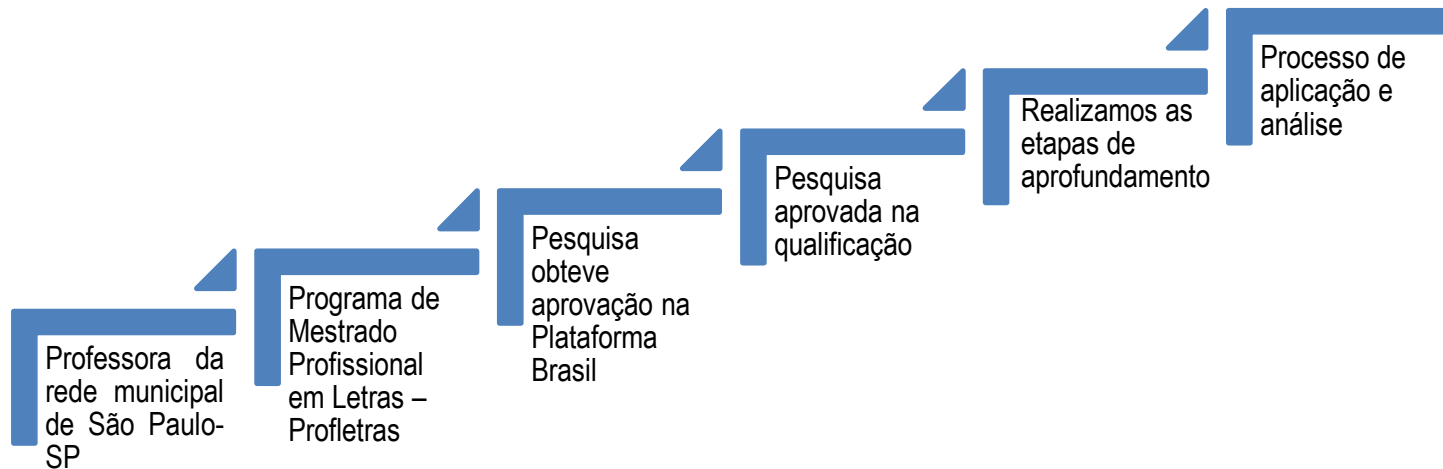 Professora da
rede municipal
de São Paulo-
SP
Programa de
Mestrado
Profissional
em Letras –
Profletras
Pesquisa
obteve
aprovação na
Plataforma
Brasil
Pesquisa
aprovada na
qualificação
Realizamos as
etapas de
aprofundamento
Processo de
aplicação e
análise